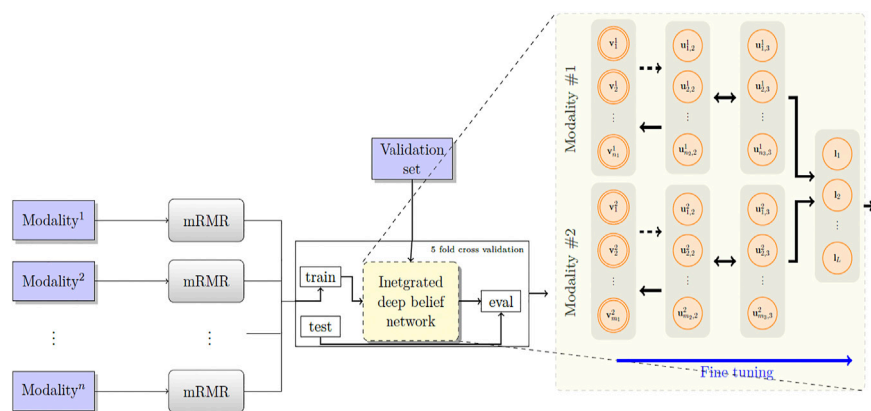 Modality¹
mRMR
Modality²
mRMR
⋮
⋮
Modalityⁿ
mRMR
Validation
set
5 fold cross validation
train
test
Inetgrated
deep belief
network
eval
Modality #1
v¹₁
v¹₂
⋮
v¹ₙ₁
u¹₁,₂
u¹₂,₂
⋮
u¹ₙ₂,₂
u¹₁,₃
u¹₂,₃
⋮
u¹ₙ₃,₃
Modality #2
v²₁
v²₂
⋮
v²ₘ₁
u²₁,₂
u²₂,₂
⋮
u²ₘ₂,₂
u²₁,₃
u²₂,₃
⋮
u²ₘ₃,₃
l₁
l₂
⋮
l_L
Fine tuning